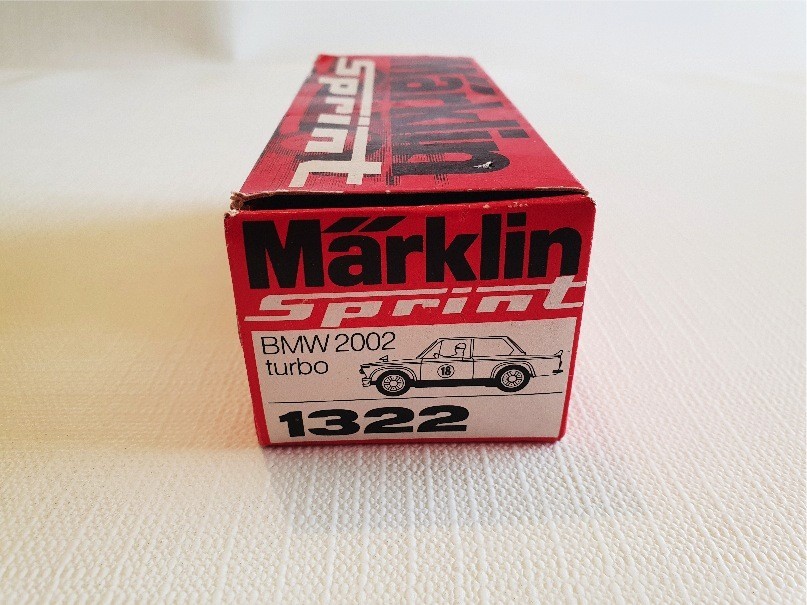 Märklin
Sprint
Märklin
Sprint
BMW 2002
turbo
18
1322